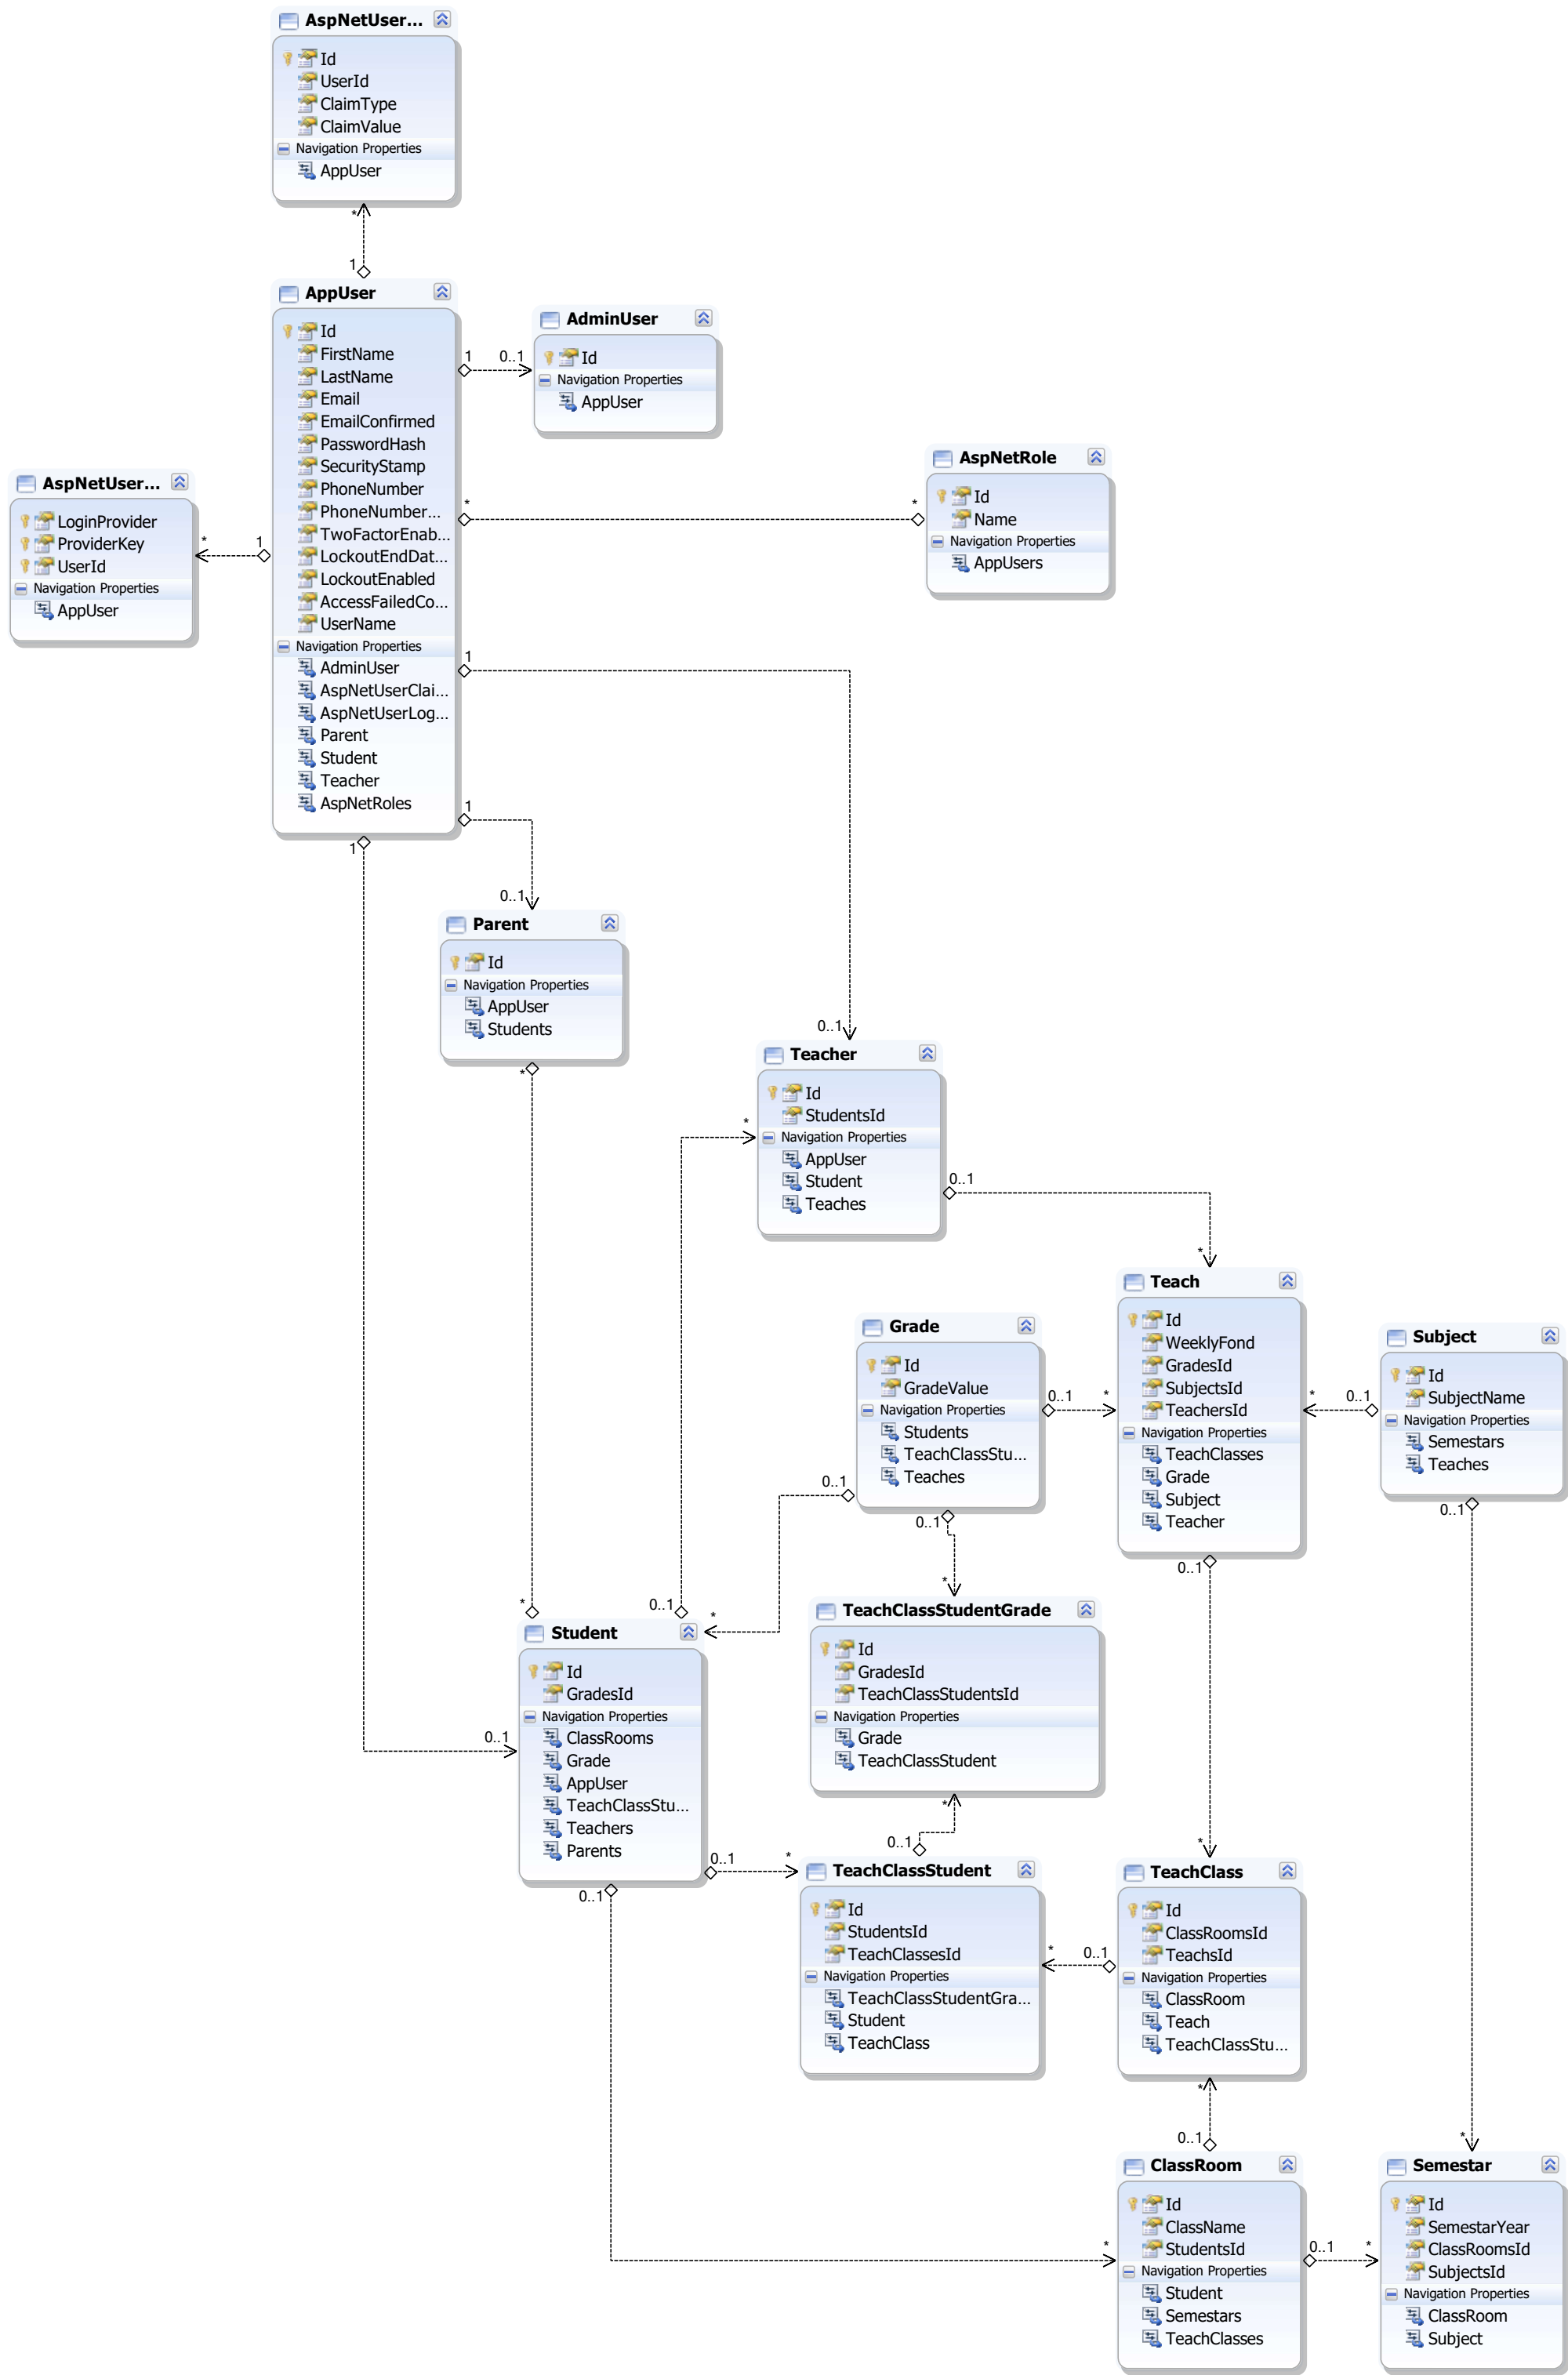 AspNetUser...
Id
UserId
ClaimType
ClaimValue
Navigation Properties
AppUser
*
1
AppUser
Id
FirstName
LastName
Email
EmailConfirmed
PasswordHash
SecurityStamp
PhoneNumber
PhoneNumber...
TwoFactorEnab...
LockoutEndDat...
LockoutEnabled
AccessFailedCo...
UserName
Navigation Properties
AdminUser
AspNetUserClai...
AspNetUserLog...
Parent
Student
Teacher
AspNetRoles
1 0..1
AdminUser
Id
Navigation Properties
AppUser
* *
AspNetRole
Id
Name
Navigation Properties
AppUsers
AspNetUser...
LoginProvider
ProviderKey
UserId
Navigation Properties
AppUser
* 1
1
1
1
0..1
Parent
Id
Navigation Properties
AppUser
Students
*
0..1
Teacher
Id
StudentsId
Navigation Properties
AppUser
Student
Teaches
*
0..1
*
Teach
Id
WeeklyFond
GradesId
SubjectsId
TeachersId
Navigation Properties
TeachClasses
Grade
Subject
Teacher
0..1
Grade
Id
GradeValue
Navigation Properties
Students
TeachClassStu...
Teaches
0..1 *
0..1
0..1
Subject
Id
SubjectName
Navigation Properties
Semestars
Teaches
* 0..1
0..1
*
TeachClassStudentGrade
Id
GradesId
TeachClassStudentsId
Navigation Properties
Grade
TeachClassStudent
*
0..1
* 0..1 *
Student
Id
GradesId
Navigation Properties
ClassRooms
Grade
AppUser
TeachClassStu...
Teachers
Parents
0..1
0..1 *
0..1
TeachClassStudent
Id
StudentsId
TeachClassesId
Navigation Properties
TeachClassStudentGra...
Student
TeachClass
* 0..1
*
TeachClass
Id
ClassRoomsId
TeachsId
Navigation Properties
ClassRoom
Teach
TeachClassStu...
*
0..1
ClassRoom
Id
ClassName
StudentsId
Navigation Properties
Student
Semestars
TeachClasses
*
0..1 *
*
Semestar
Id
SemestarYear
ClassRoomsId
SubjectsId
Navigation Properties
ClassRoom
Subject